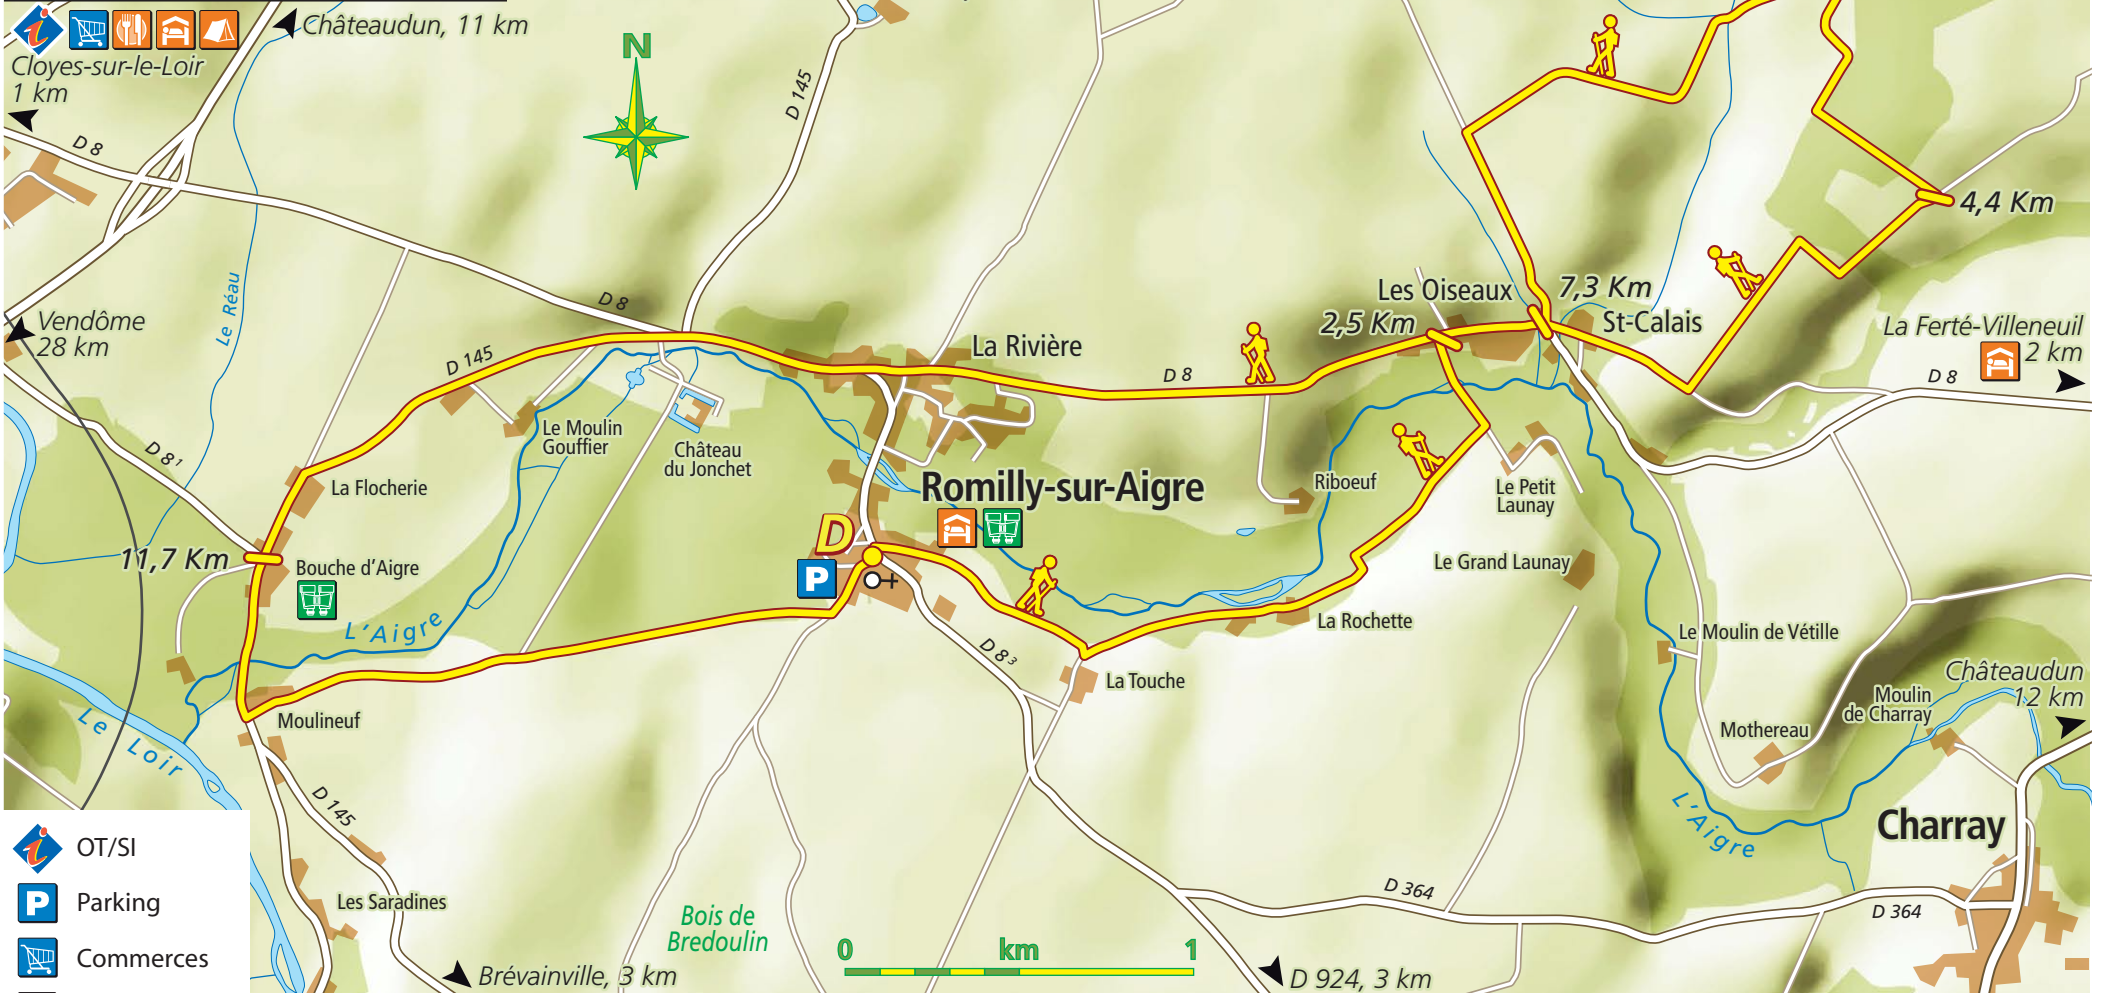 Châteaudun, 11 km
Cloyes-sur-le-Loir
1 km
D 8
D 145
N
Le Réau
Vendôme
28 km
D 8
D 145
La Rivière
D 8
Les Oiseaux
2,5 Km
7,3 Km
St-Calais
4,4 Km
La Ferté-Villeneuil
2 km
D 8
D 8¹
La Flocherie
Le Moulin
Gouffier
Château
du Jonchet
Romilly-sur-Aigre
Riboeuf
Le Petit
Launay
D
P
11,7 Km
Bouche d'Aigre
L'Aigre
Le Grand Launay
La Rochette
Le Moulin de Vétille
D 8³
La Touche
Châteaudun
12 km
Moulin
de Charray
Mothereau
Moulineuf
Le Loir
D 145
L'Aigre
Charray
i OT/SI
P Parking
Commerces
Les Saradines
Bois de
Bredoulin
D 364
D 364
0 km 1
Brévainville, 3 km
D 924, 3 km